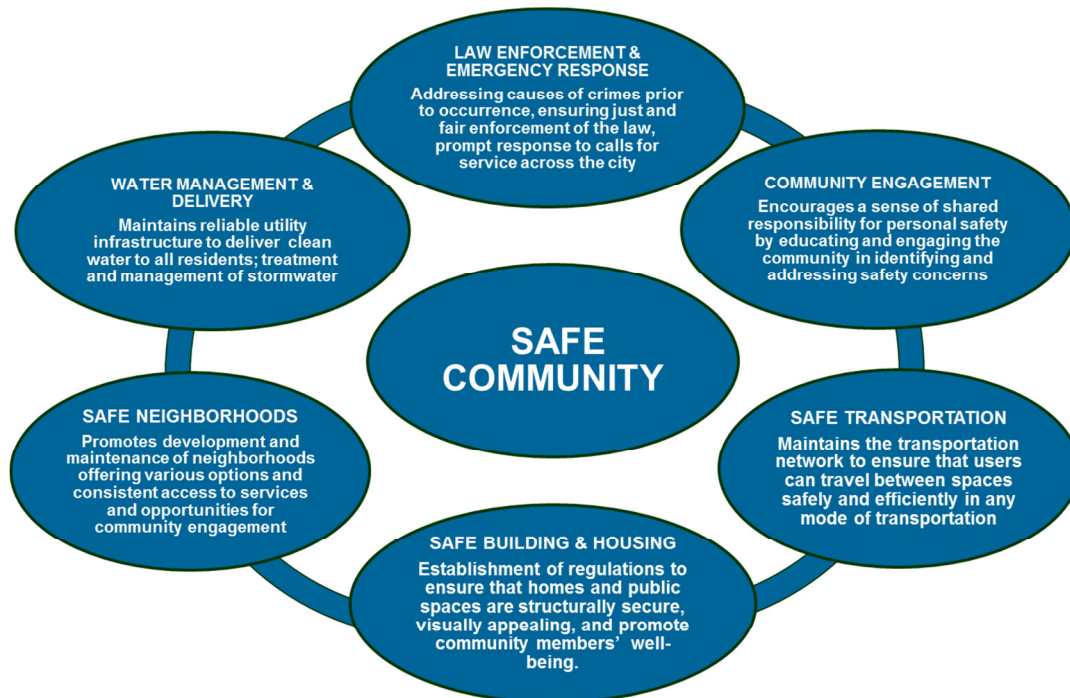 LAW ENFORCEMENT &
EMERGENCY RESPONSE
Addressing causes of crimes prior
to occurrence, ensuring just and
fair enforcement of the law,
prompt response to calls for
service across the city
WATER MANAGEMENT &
DELIVERY
Maintains reliable utility
infrastructure to deliver clean
water to all residents; treatment
and management of stormwater
COMMUNITY ENGAGEMENT
Encourages a sense of shared
responsibility for personal safety
by educating and engaging the
community in identifying and
addressing safety concerns
SAFE
COMMUNITY
SAFE NEIGHBORHOODS
Promotes development and
maintenance of neighborhoods
offering various options and
consistent access to services
and opportunities for
community engagement
SAFE TRANSPORTATION
Maintains the transportation
network to ensure that users
can travel between spaces
safely and efficiently in any
mode of transportation
SAFE BUILDING & HOUSING
Establishment of regulations to
ensure that homes and public
spaces are structurally secure,
visually appealing, and promote
community members’ well-
being.